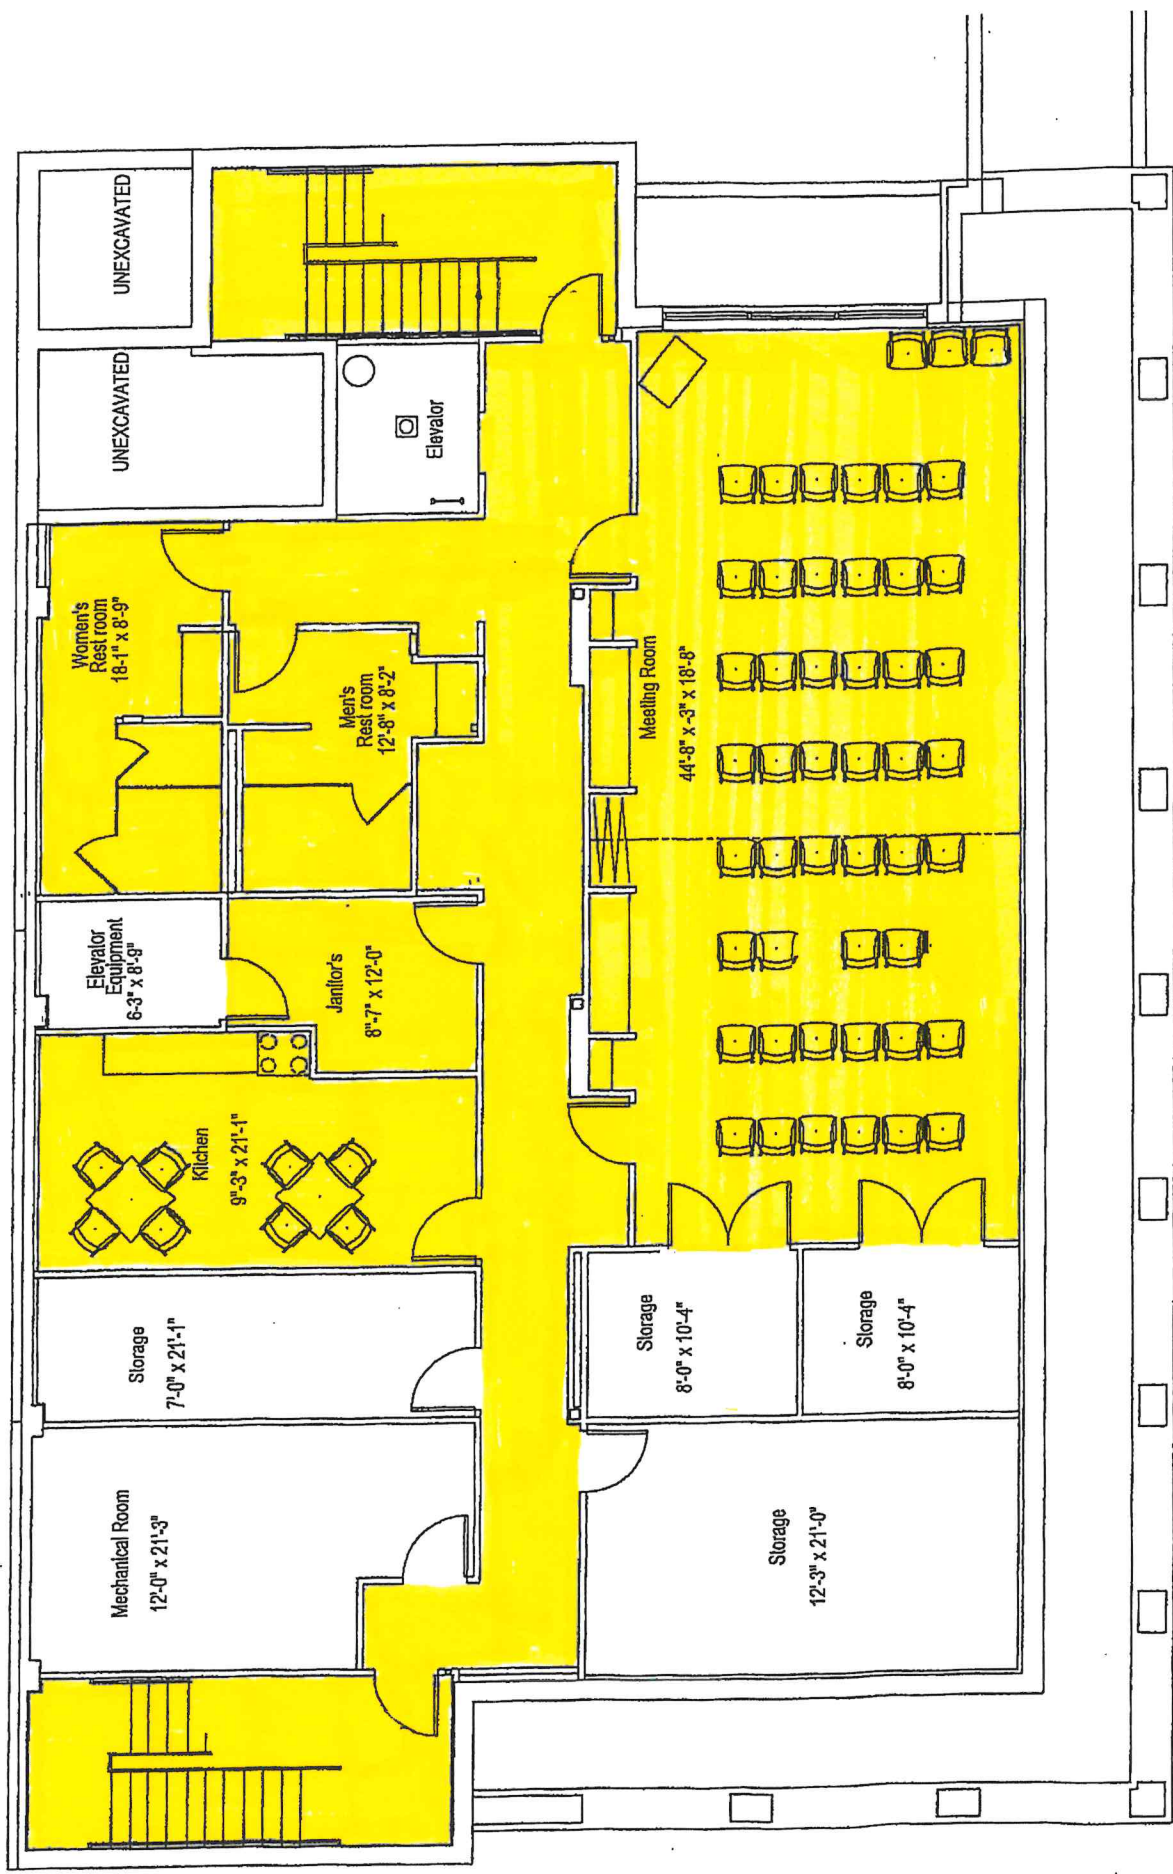 UNEXCAVATED
UNEXCAVATED
Elevator
Women's
Rest room
18-1" x 8'-9"
Men's
Rest room
12'-8" x 8'-2"
Meeting Room
44'-8" x -3" x 18'-8"
Elevator
Equipment
6-3" x 8'-9"
Janitor's
8"-7" x 12'-0"
Kitchen
9"-3" x 21'-1"
Storage
7'-0" x 21'-1"
Storage
8'-0" x 10'-4"
Storage
8'-0" x 10'-4"
Mechanical Room
12'-0" x 21'-3"
Storage
12'-3" x 21'-0"